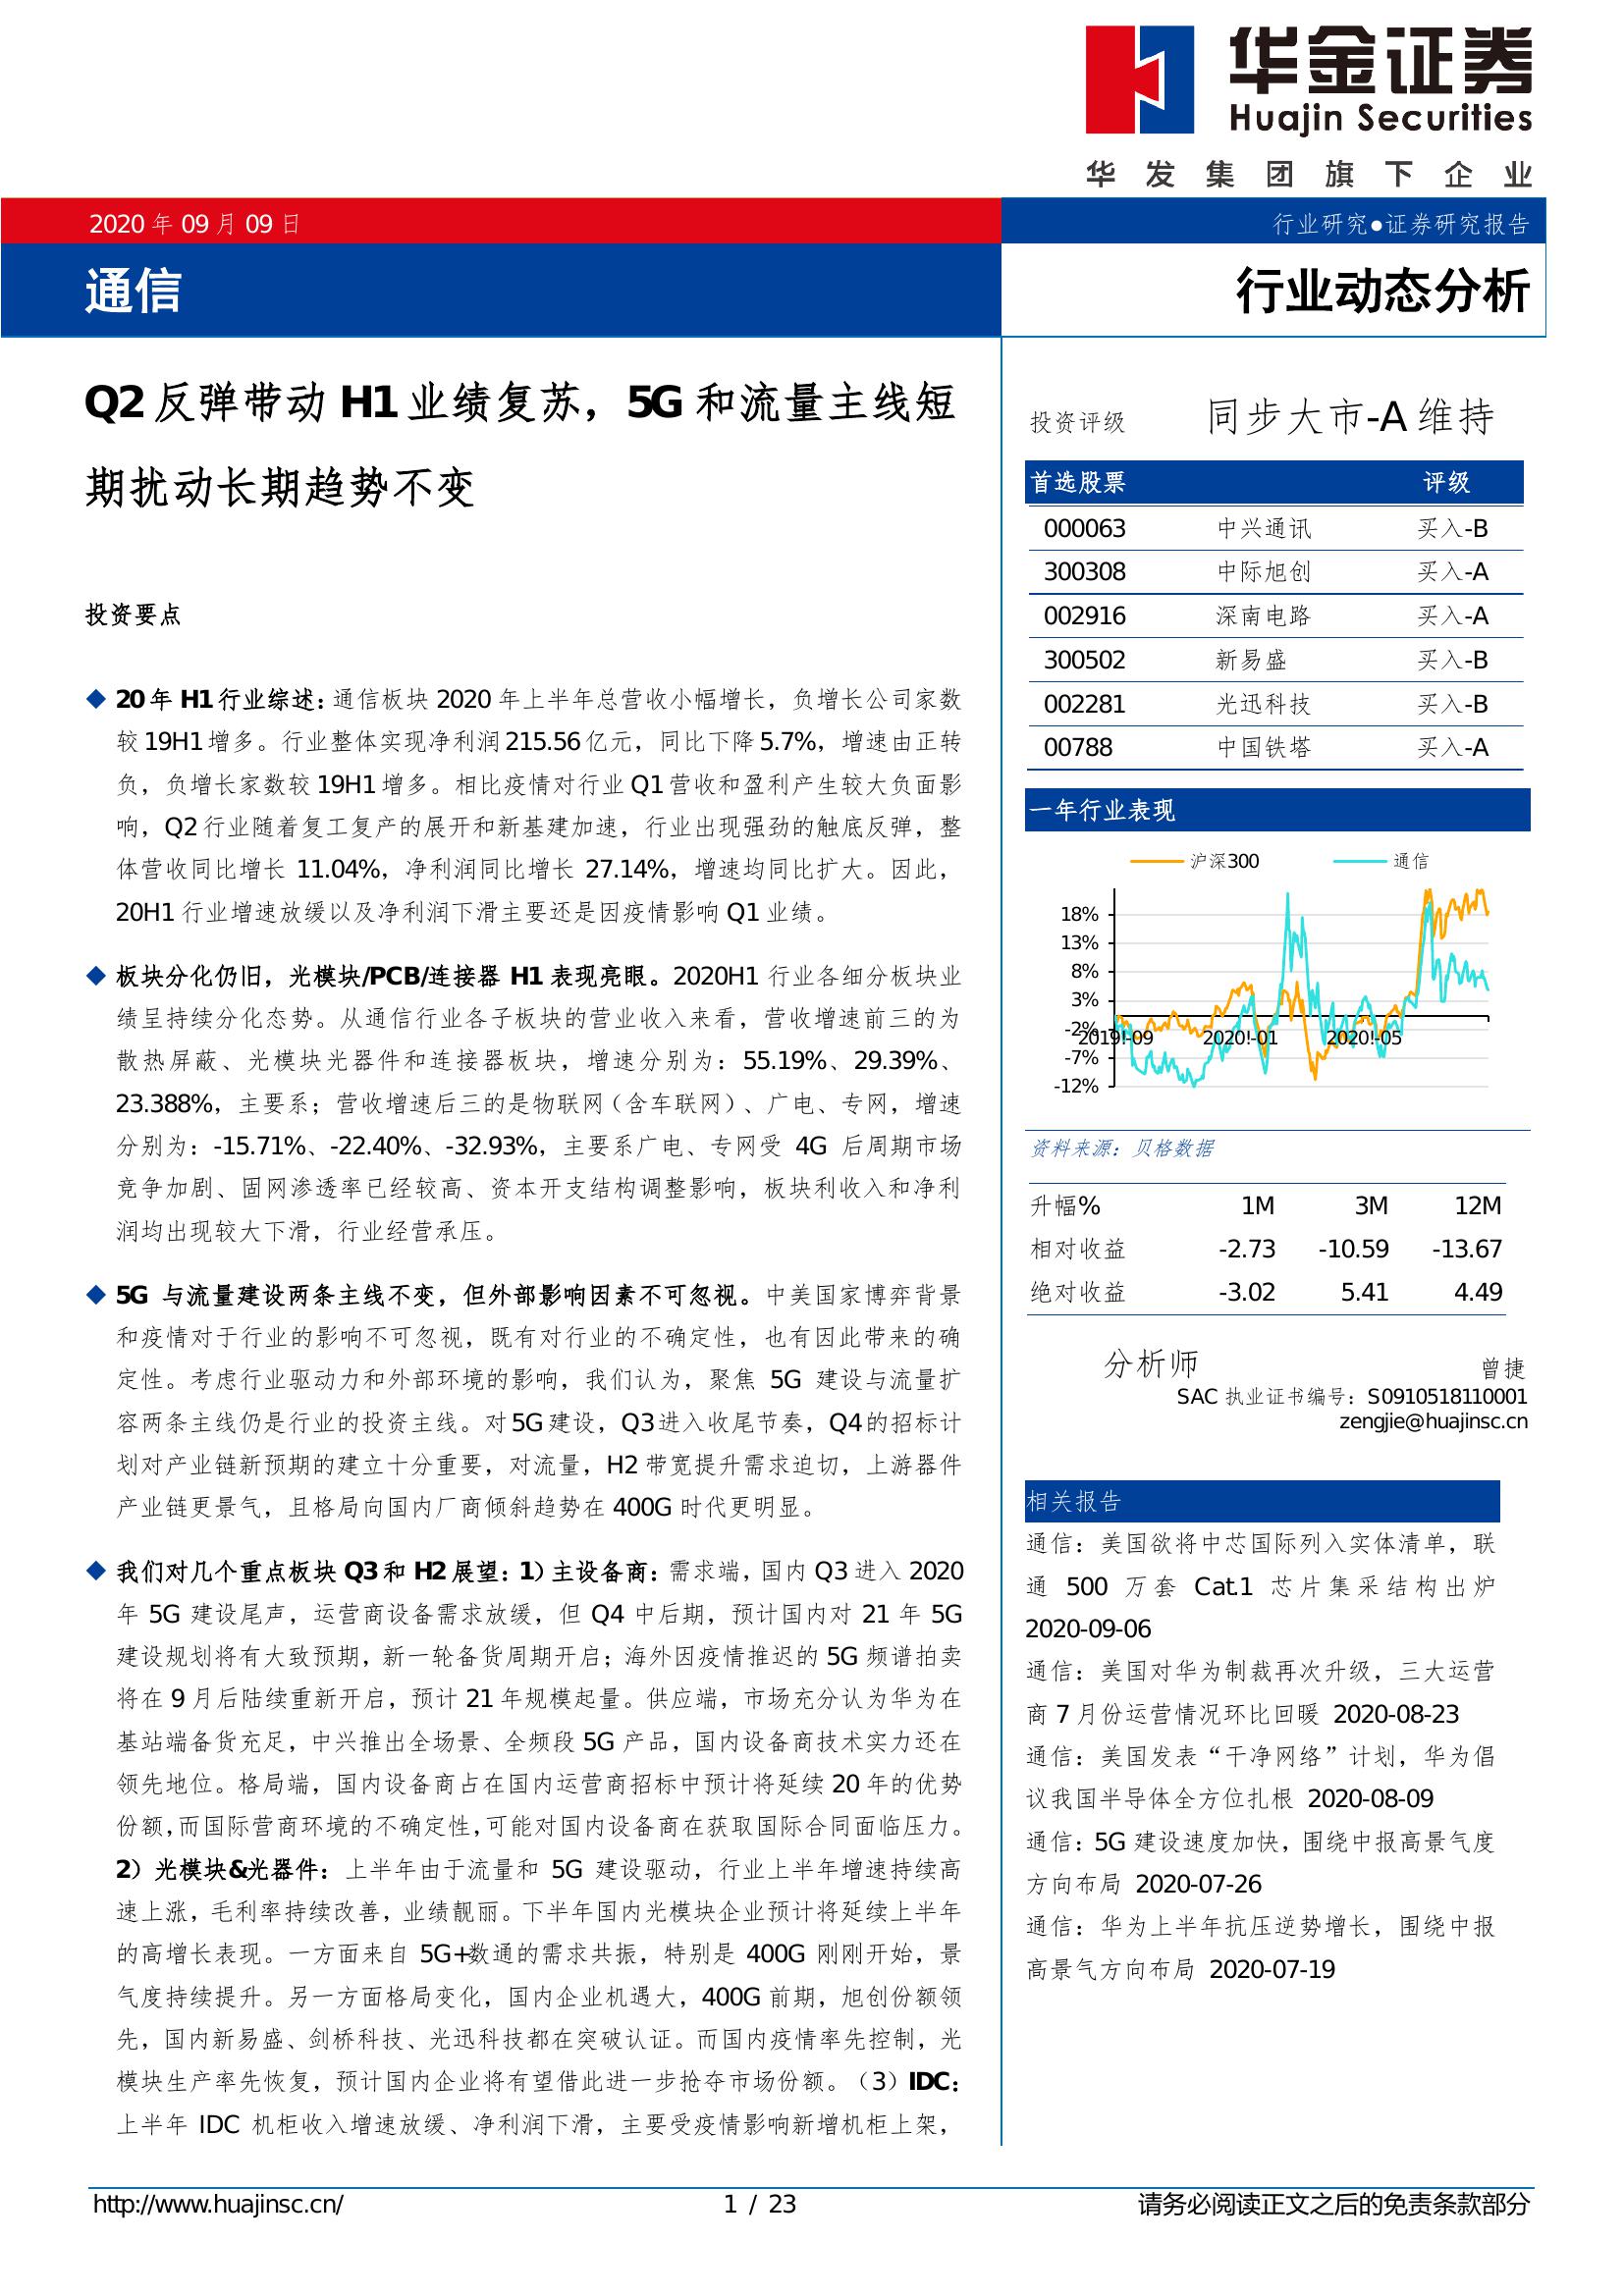 华金证券
Huajin Securities
华发集团旗下企业
2020 年 09 月 09 日
行业研究●证券研究报告
通信
行业动态分析
Q2 反弹带动 H1 业绩复苏，5G 和流量主线短
期扰动长期趋势不变
投资要点
◆ 20 年 H1 行业综述：通信板块 2020 年上半年总营收小幅增长，负增长公司家数
较 19H1 增多。行业整体实现净利润 215.56 亿元，同比下降 5.7%，增速由正转
负，负增长家数较 19H1 增多。相比疫情对行业 Q1 营收和盈利产生较大负面影
响，Q2 行业随着复工复产的展开和新基建加速，行业出现强劲的触底反弹，整
体营收同比增长 11.04%，净利润同比增长 27.14%，增速均同比扩大。因此，
20H1 行业增速放缓以及净利润下滑主要还是因疫情影响 Q1 业绩。
◆ 板块分化仍旧，光模块/PCB/连接器 H1 表现亮眼。2020H1 行业各细分板块业
绩呈持续分化态势。从通信行业各子板块的营业收入来看，营收增速前三的为
散热屏蔽、光模块光器件和连接器板块，增速分别为：55.19%、29.39%、
23.388%，主要系；营收增速后三的是物联网（含车联网）、广电、专网，增速
分别为：-15.71%、-22.40%、-32.93%，主要系广电、专网受 4G 后周期市场
竞争加剧、固网渗透率已经较高、资本开支结构调整影响，板块利收入和净利
润均出现较大下滑，行业经营承压。
◆ 5G 与流量建设两条主线不变，但外部影响因素不可忽视。中美国家博弈背景
和疫情对于行业的影响不可忽视，既有对行业的不确定性，也有因此带来的确
定性。考虑行业驱动力和外部环境的影响，我们认为，聚焦 5G 建设与流量扩
容两条主线仍是行业的投资主线。对 5G 建设，Q3 进入收尾节奏，Q4 的招标计
划对产业链新预期的建立十分重要，对流量，H2 带宽提升需求迫切，上游器件
产业链更景气，且格局向国内厂商倾斜趋势在 400G 时代更明显。
◆ 我们对几个重点板块 Q3 和 H2 展望：1）主设备商：需求端，国内 Q3 进入 2020
年 5G 建设尾声，运营商设备需求放缓，但 Q4 中后期，预计国内对 21 年 5G
建设规划将有大致预期，新一轮备货周期开启；海外因疫情推迟的 5G 频谱拍卖
将在 9 月后陆续重新开启，预计 21 年规模起量。供应端，市场充分认为华为在
基站端备货充足，中兴推出全场景、全频段 5G 产品，国内设备商技术实力还在
领先地位。格局端，国内设备商占在国内运营商招标中预计将延续 20 年的优势
份额，而国际营商环境的不确定性，可能对国内设备商在获取国际合同面临压力。
2）光模块&光器件：上半年由于流量和 5G 建设驱动，行业上半年增速持续高
速上涨，毛利率持续改善，业绩靓丽。下半年国内光模块企业预计将延续上半年
的高增长表现。一方面来自 5G+数通的需求共振，特别是 400G 刚刚开始，景
气度持续提升。另一方面格局变化，国内企业机遇大，400G 前期，旭创份额领
先，国内新易盛、剑桥科技、光迅科技都在突破认证。而国内疫情率先控制，光
模块生产率先恢复，预计国内企业将有望借此进一步抢夺市场份额。（3）IDC：
上半年 IDC 机柜收入增速放缓、净利润下滑，主要受疫情影响新增机柜上架，
投资评级 同步大市-A 维持
首选股票 评级
000063 中兴通讯 买入-B
300308 中际旭创 买入-A
002916 深南电路 买入-A
300502 新易盛 买入-B
002281 光迅科技 买入-B
00788 中国铁塔 买入-A
一年行业表现
沪深300 通信
18%
13%
8%
3%
-2%
-7%
-12%
2019!-09 2020!-01 2020!-05
资料来源：贝格数据
升幅% 1M 3M 12M
相对收益 -2.73 -10.59 -13.67
绝对收益 -3.02 5.41 4.49
分析师 曾捷
SAC 执业证书编号：S0910518110001
zengjie@huajinsc.cn
相关报告
通信：美国欲将中芯国际列入实体清单，联
通 500 万套 Cat.1 芯片集采结构出炉
2020-09-06
通信：美国对华为制裁再次升级，三大运营
商 7 月份运营情况环比回暖 2020-08-23
通信：美国发表“干净网络”计划，华为倡
议我国半导体全方位扎根 2020-08-09
通信：5G 建设速度加快，围绕中报高景气度
方向布局 2020-07-26
通信：华为上半年抗压逆势增长，围绕中报
高景气方向布局 2020-07-19
http://www.huajinsc.cn/ 1 / 23 请务必阅读正文之后的免责条款部分